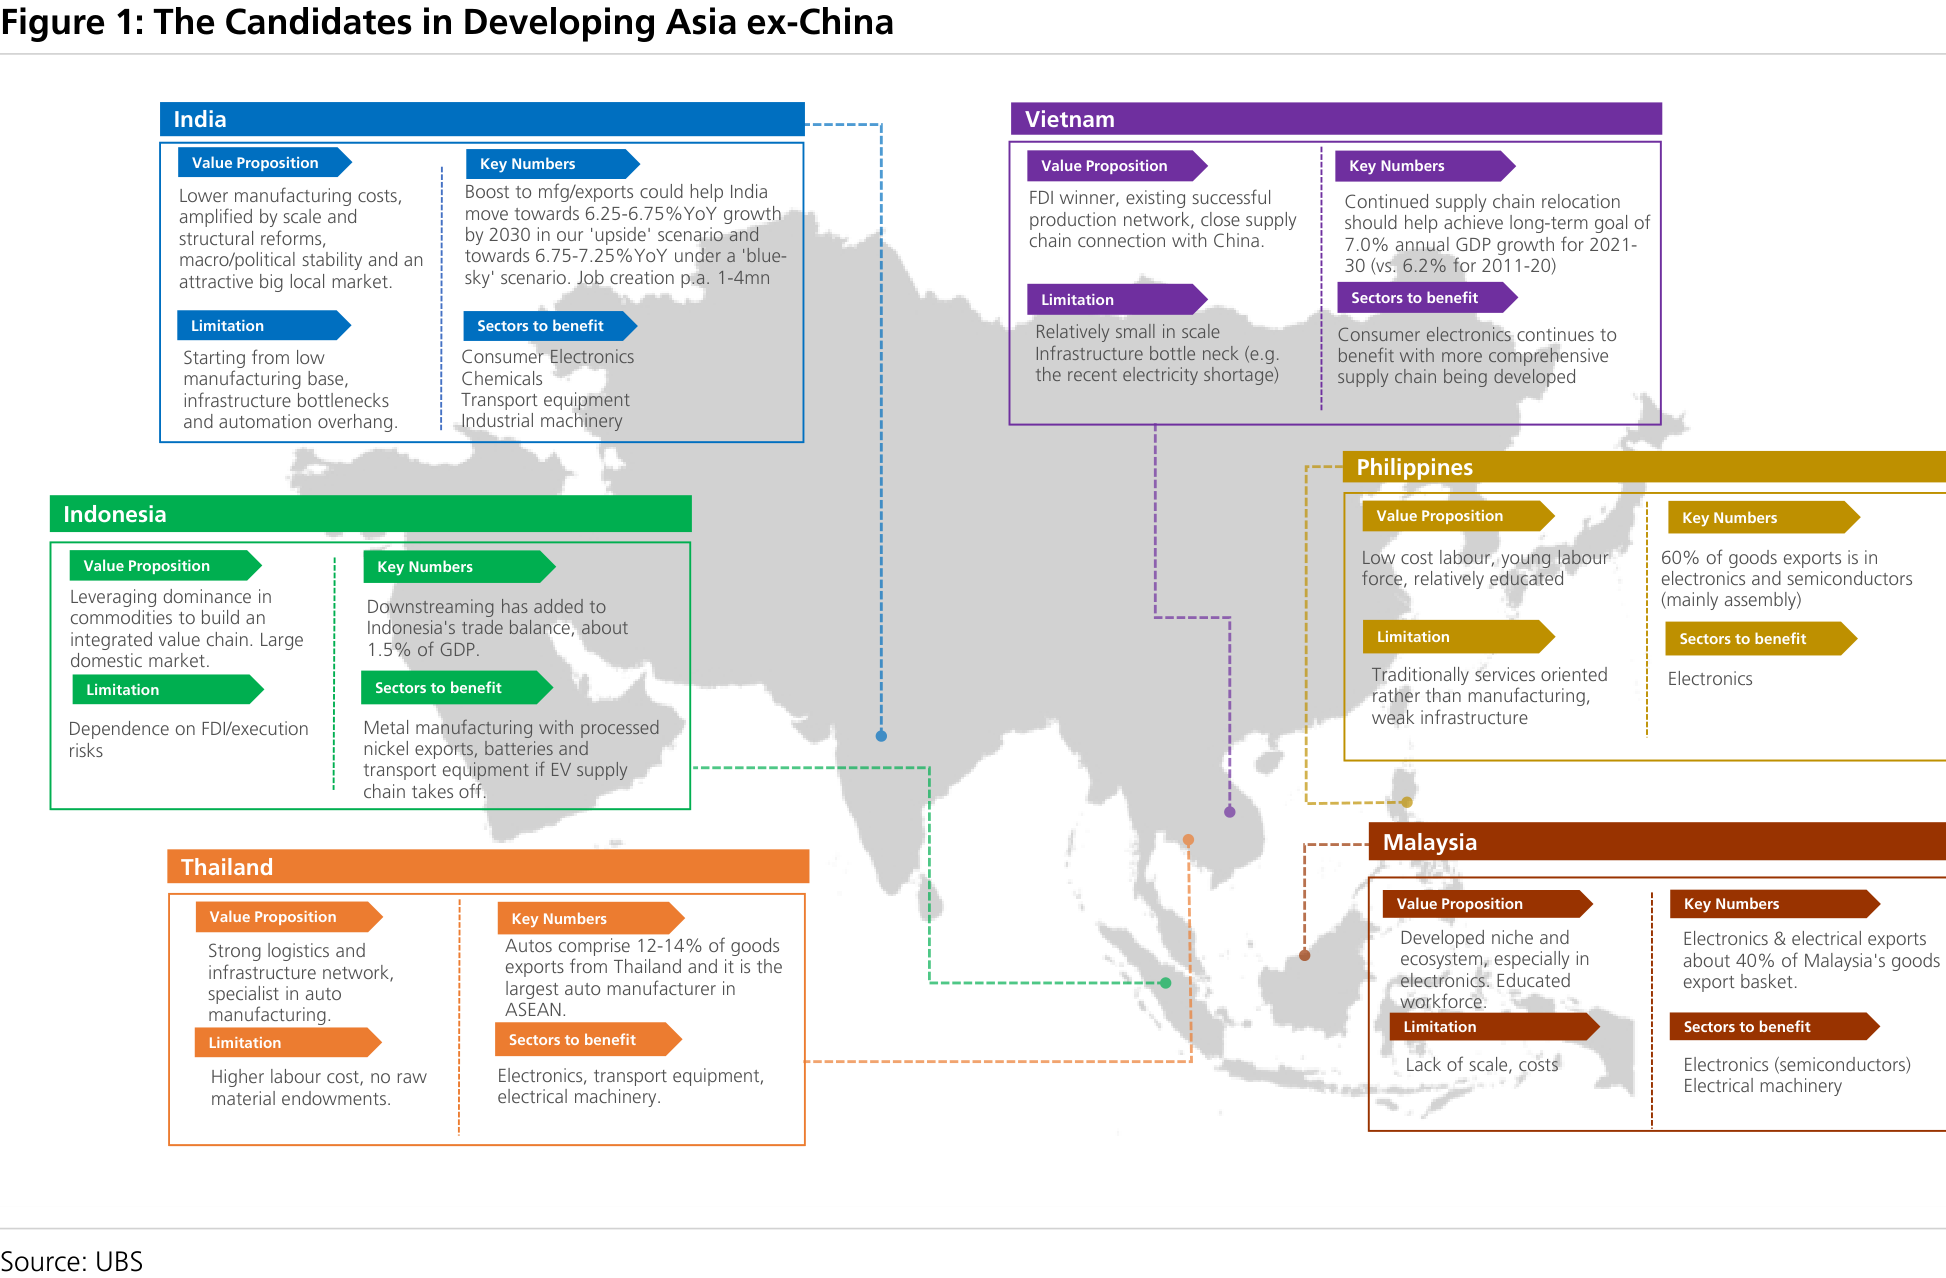 Figure 1: The Candidates in Developing Asia ex-China
India
Value Proposition
Lower manufacturing costs,
amplified by scale and
structural reforms,
macro/political stability and an
attractive big local market.
Limitation
Starting from low
manufacturing base,
infrastructure bottlenecks
and automation overhang.
Key Numbers
Boost to mfg/exports could help India
move towards 6.25-6.75%YoY growth
by 2030 in our 'upside' scenario and
towards 6.75-7.25%YoY under a 'blue-
sky' scenario. Job creation p.a. 1-4mn
Sectors to benefit
Consumer Electronics
Chemicals
Transport equipment
Industrial machinery
Vietnam
Value Proposition
FDI winner, existing successful
production network, close supply
chain connection with China.
Limitation
Relatively small in scale
Infrastructure bottle neck (e.g.
the recent electricity shortage)
Key Numbers
Continued supply chain relocation
should help achieve long-term goal of
7.0% annual GDP growth for 2021-
30 (vs. 6.2% for 2011-20)
Sectors to benefit
Consumer electronics continues to
benefit with more comprehensive
supply chain being developed
Indonesia
Value Proposition
Leveraging dominance in
commodities to build an
integrated value chain. Large
domestic market.
Limitation
Dependence on FDI/execution
risks
Key Numbers
Downstreaming has added to
Indonesia's trade balance, about
1.5% of GDP.
Sectors to benefit
Metal manufacturing with processed
nickel exports, batteries and
transport equipment if EV supply
chain takes off.
Philippines
Value Proposition
Low cost labour, young labour
force, relatively educated
Limitation
Traditionally services oriented
rather than manufacturing,
weak infrastructure
Key Numbers
60% of goods exports is in
electronics and semiconductors
(mainly assembly)
Sectors to benefit
Electronics
Thailand
Value Proposition
Strong logistics and
infrastructure network,
specialist in auto
manufacturing.
Limitation
Higher labour cost, no raw
material endowments.
Key Numbers
Autos comprise 12-14% of goods
exports from Thailand and it is the
largest auto manufacturer in
ASEAN.
Sectors to benefit
Electronics, transport equipment,
electrical machinery.
Malaysia
Value Proposition
Developed niche and
ecosystem, especially in
electronics. Educated
workforce.
Limitation
Lack of scale, costs
Key Numbers
Electronics & electrical exports
about 40% of Malaysia's goods
export basket.
Sectors to benefit
Electronics (semiconductors)
Electrical machinery
Source: UBS